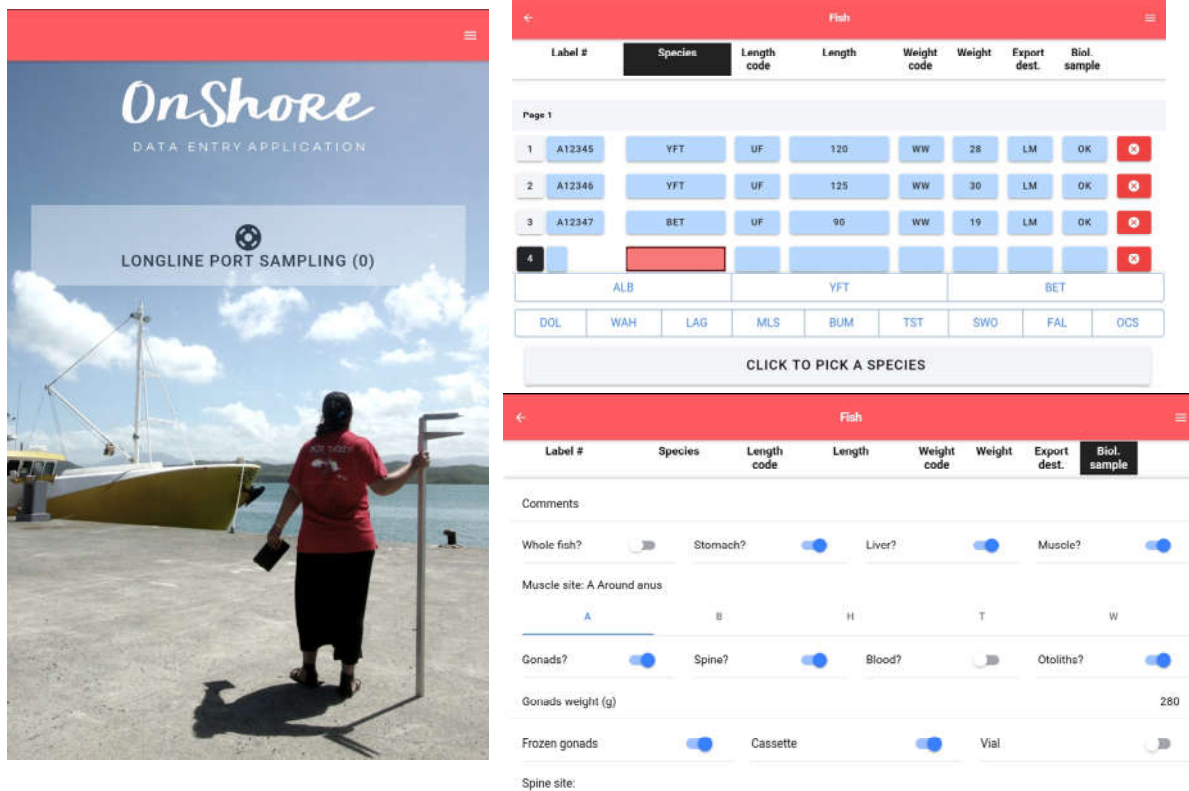 OnShore
DATA ENTRY APPLICATION
LONGLINE PORT SAMPLING (0)
Fish
Label # Species Length code Length Weight code Weight Export dest. Biol. sample
Page 1
1 A12345 YFT UF 120 WW 28 LM OK
2 A12346 YFT UF 125 WW 30 LM OK
3 A12347 BET UF 90 WW 19 LM OK
4
ALB YFT BET
DOL WAH LAG MLS BUM TST SWO FAL OCS
CLICK TO PICK A SPECIES
Fish
Label # Species Length code Length Weight code Weight Export dest. Biol. sample
Comments
Whole fish? Stomach? Liver? Muscle?
Muscle site: A Around anus
A B H T W
Gonads? Spine? Blood? Otoliths?
Gonads weight (g) 280
Frozen gonads Cassette Vial
Spine site: